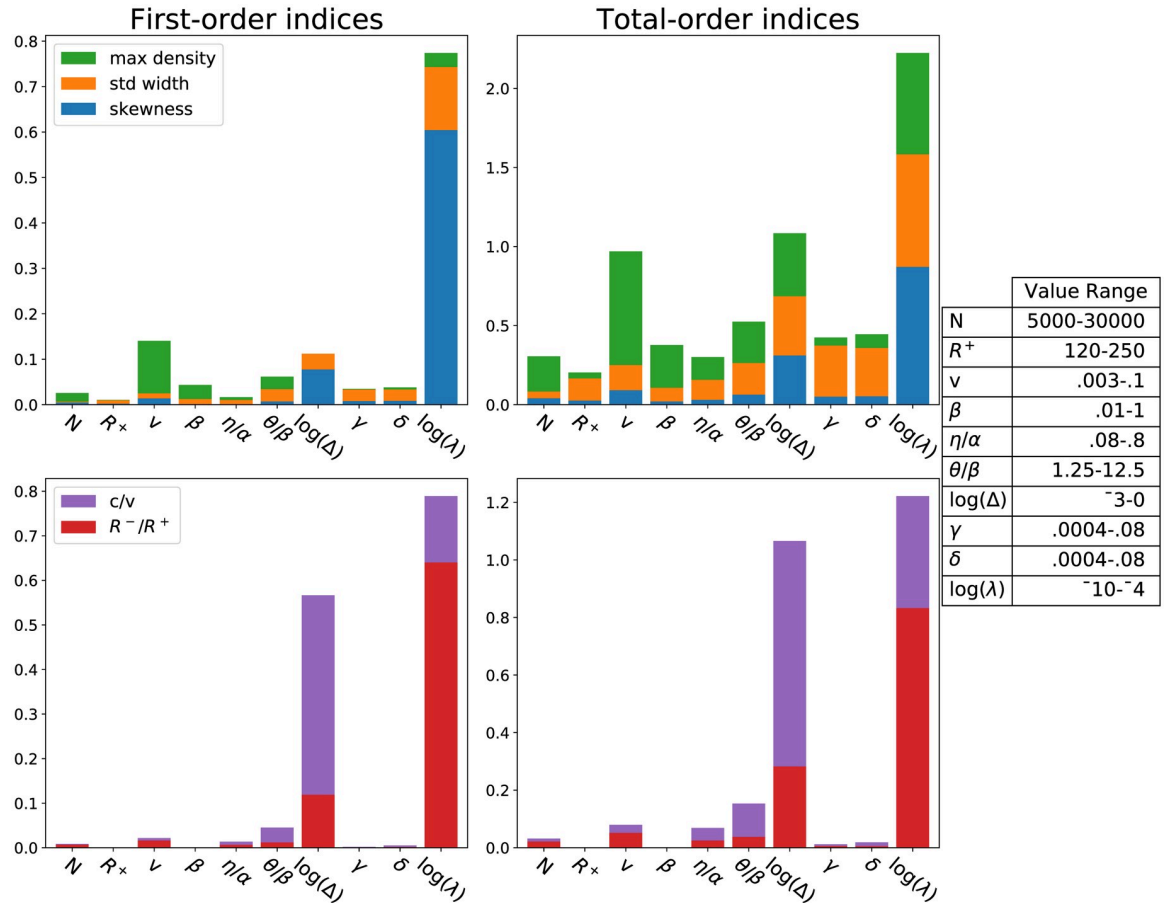 First-order indices
Total-order indices
0.8
0.7
0.6
0.5
0.4
0.3
0.2
0.1
0.0
max density
std width
skewness
N
R₊
v
β
η/α
θ/β
log(Δ)
γ
δ
log(λ)
2.0
1.5
1.0
0.5
0.0
N
R₊
v
β
η/α
θ/β
log(Δ)
γ
δ
log(λ)
0.8
0.7
0.6
0.5
0.4
0.3
0.2
0.1
0.0
c/v
R⁻/R⁺
N
R₊
v
β
η/α
θ/β
log(Δ)
γ
δ
log(λ)
1.2
1.0
0.8
0.6
0.4
0.2
0.0
N
R₊
v
β
η/α
θ/β
log(Δ)
γ
δ
log(λ)
Value Range
N 5000-30000
R⁺ 120-250
v .003-.1
β .01-1
η/α .08-.8
θ/β 1.25-12.5
log(Δ) ¯3-0
γ .0004-.08
δ .0004-.08
log(λ) ¯10-¯4